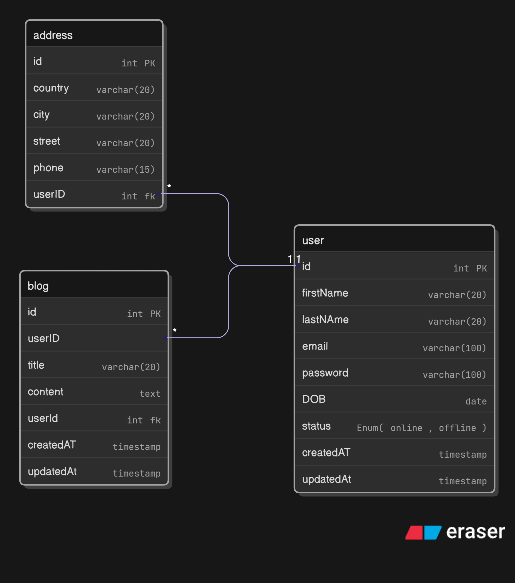 address
id int PK
country varchar(20)
city varchar(20)
street varchar(20)
phone varchar(15)
userID int fk
*
blog
id int PK
userID
*
title varchar(20)
content text
userId int fk
createdAT timestamp
updatedAt timestamp
user
1 1
id int PK
firstName varchar(20)
lastNAme varchar(20)
email varchar(100)
password varchar(100)
DOB date
status Enum( online , offline )
createdAT timestamp
updatedAt timestamp
eraser